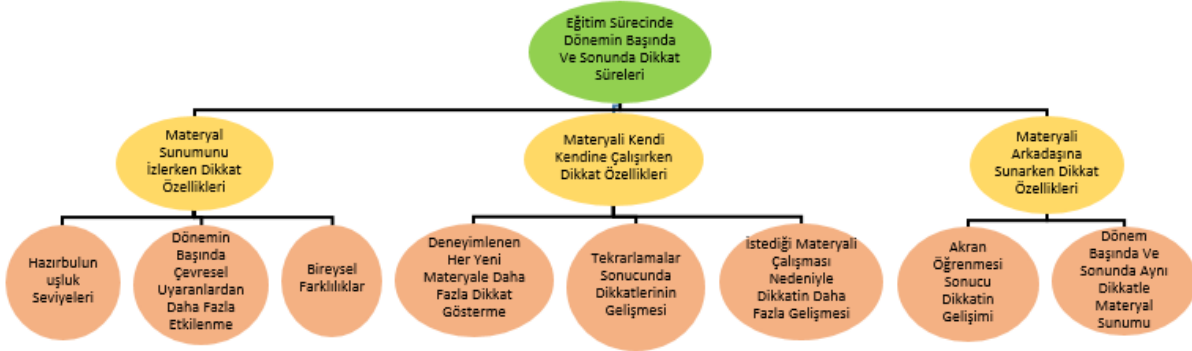 Eğitim Sürecinde
Dönemin Başında
Ve Sonunda Dikkat
Süreleri
Materyal
Sunumunu
İzlerken Dikkat
Özellikleri
Materyali Kendi
Kendine Çalışırken
Dikkat Özellikleri
Materyali
Arkadaşına
Sunarken Dikkat
Özellikleri
Hazırbulun
uşluk
Seviyeleri
Dönemin
Başında
Çevresel
Uyaranlardan
Daha Fazla
Etkilenme
Bireysel
Farklılıklar
Deneyimlenen
Her Yeni
Materyale Daha
Fazla Dikkat
Gösterme
Tekrarlamalar
Sonucunda
Dikkatlerinin
Gelişmesi
İstediği Materyali
Çalışması
Nedeniyle
Dikkatin Daha
Fazla Gelişmesi
Akran
Öğrenmesi
Sonucu
Dikkatin
Gelişimi
Dönem
Başında Ve
Sonunda Aynı
Dikkatle
Materyal
Sunumu